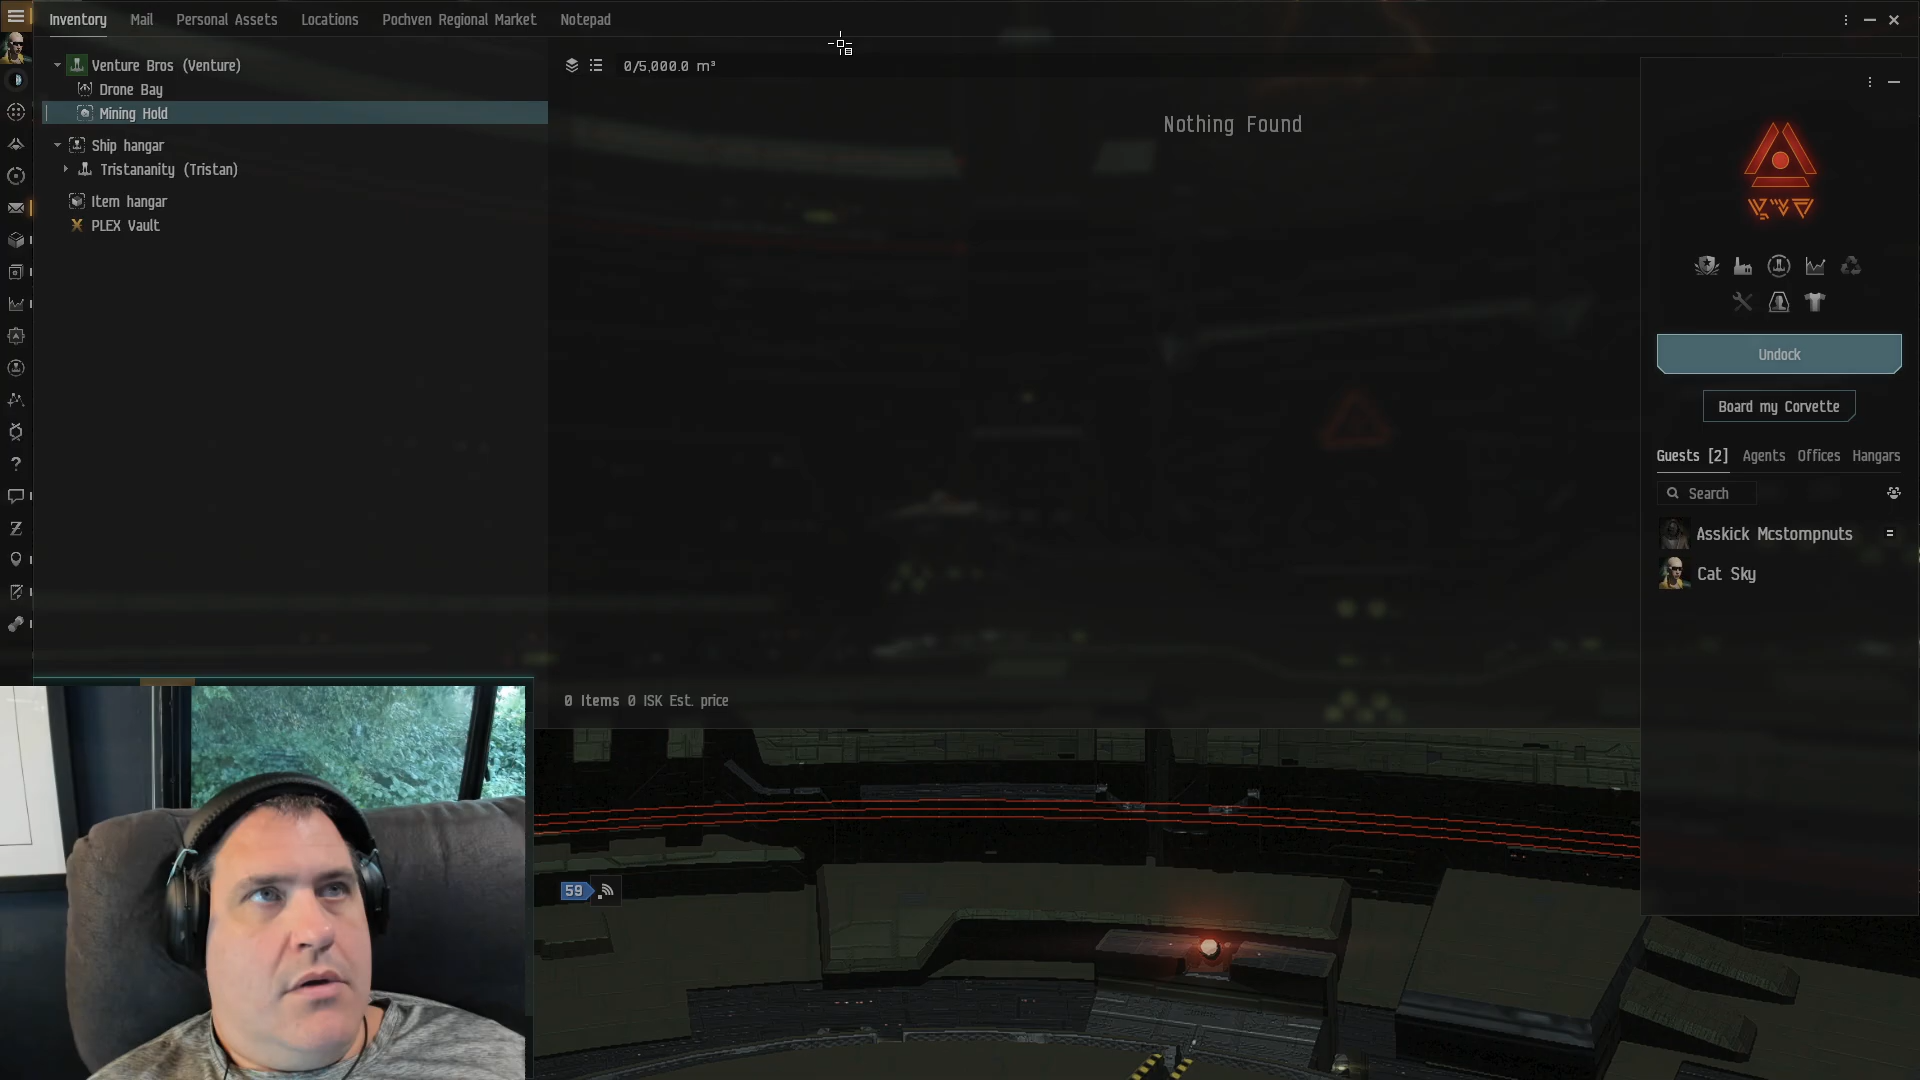 Inventory Mail Personal Assets Locations Pochven Regional Market Notepad
Venture Bros (Venture)
Drone Bay
Mining Hold
Ship hangar
Tristananity (Tristan)
Item hangar
PLEX Vault
0/5,000.0 m³
Nothing Found
0 Items 0 ISK Est. price
59
Undock
Board my Corvette
Guests [2] Agents Offices Hangars
Search
Asskick Mcstompnuts
Cat Sky